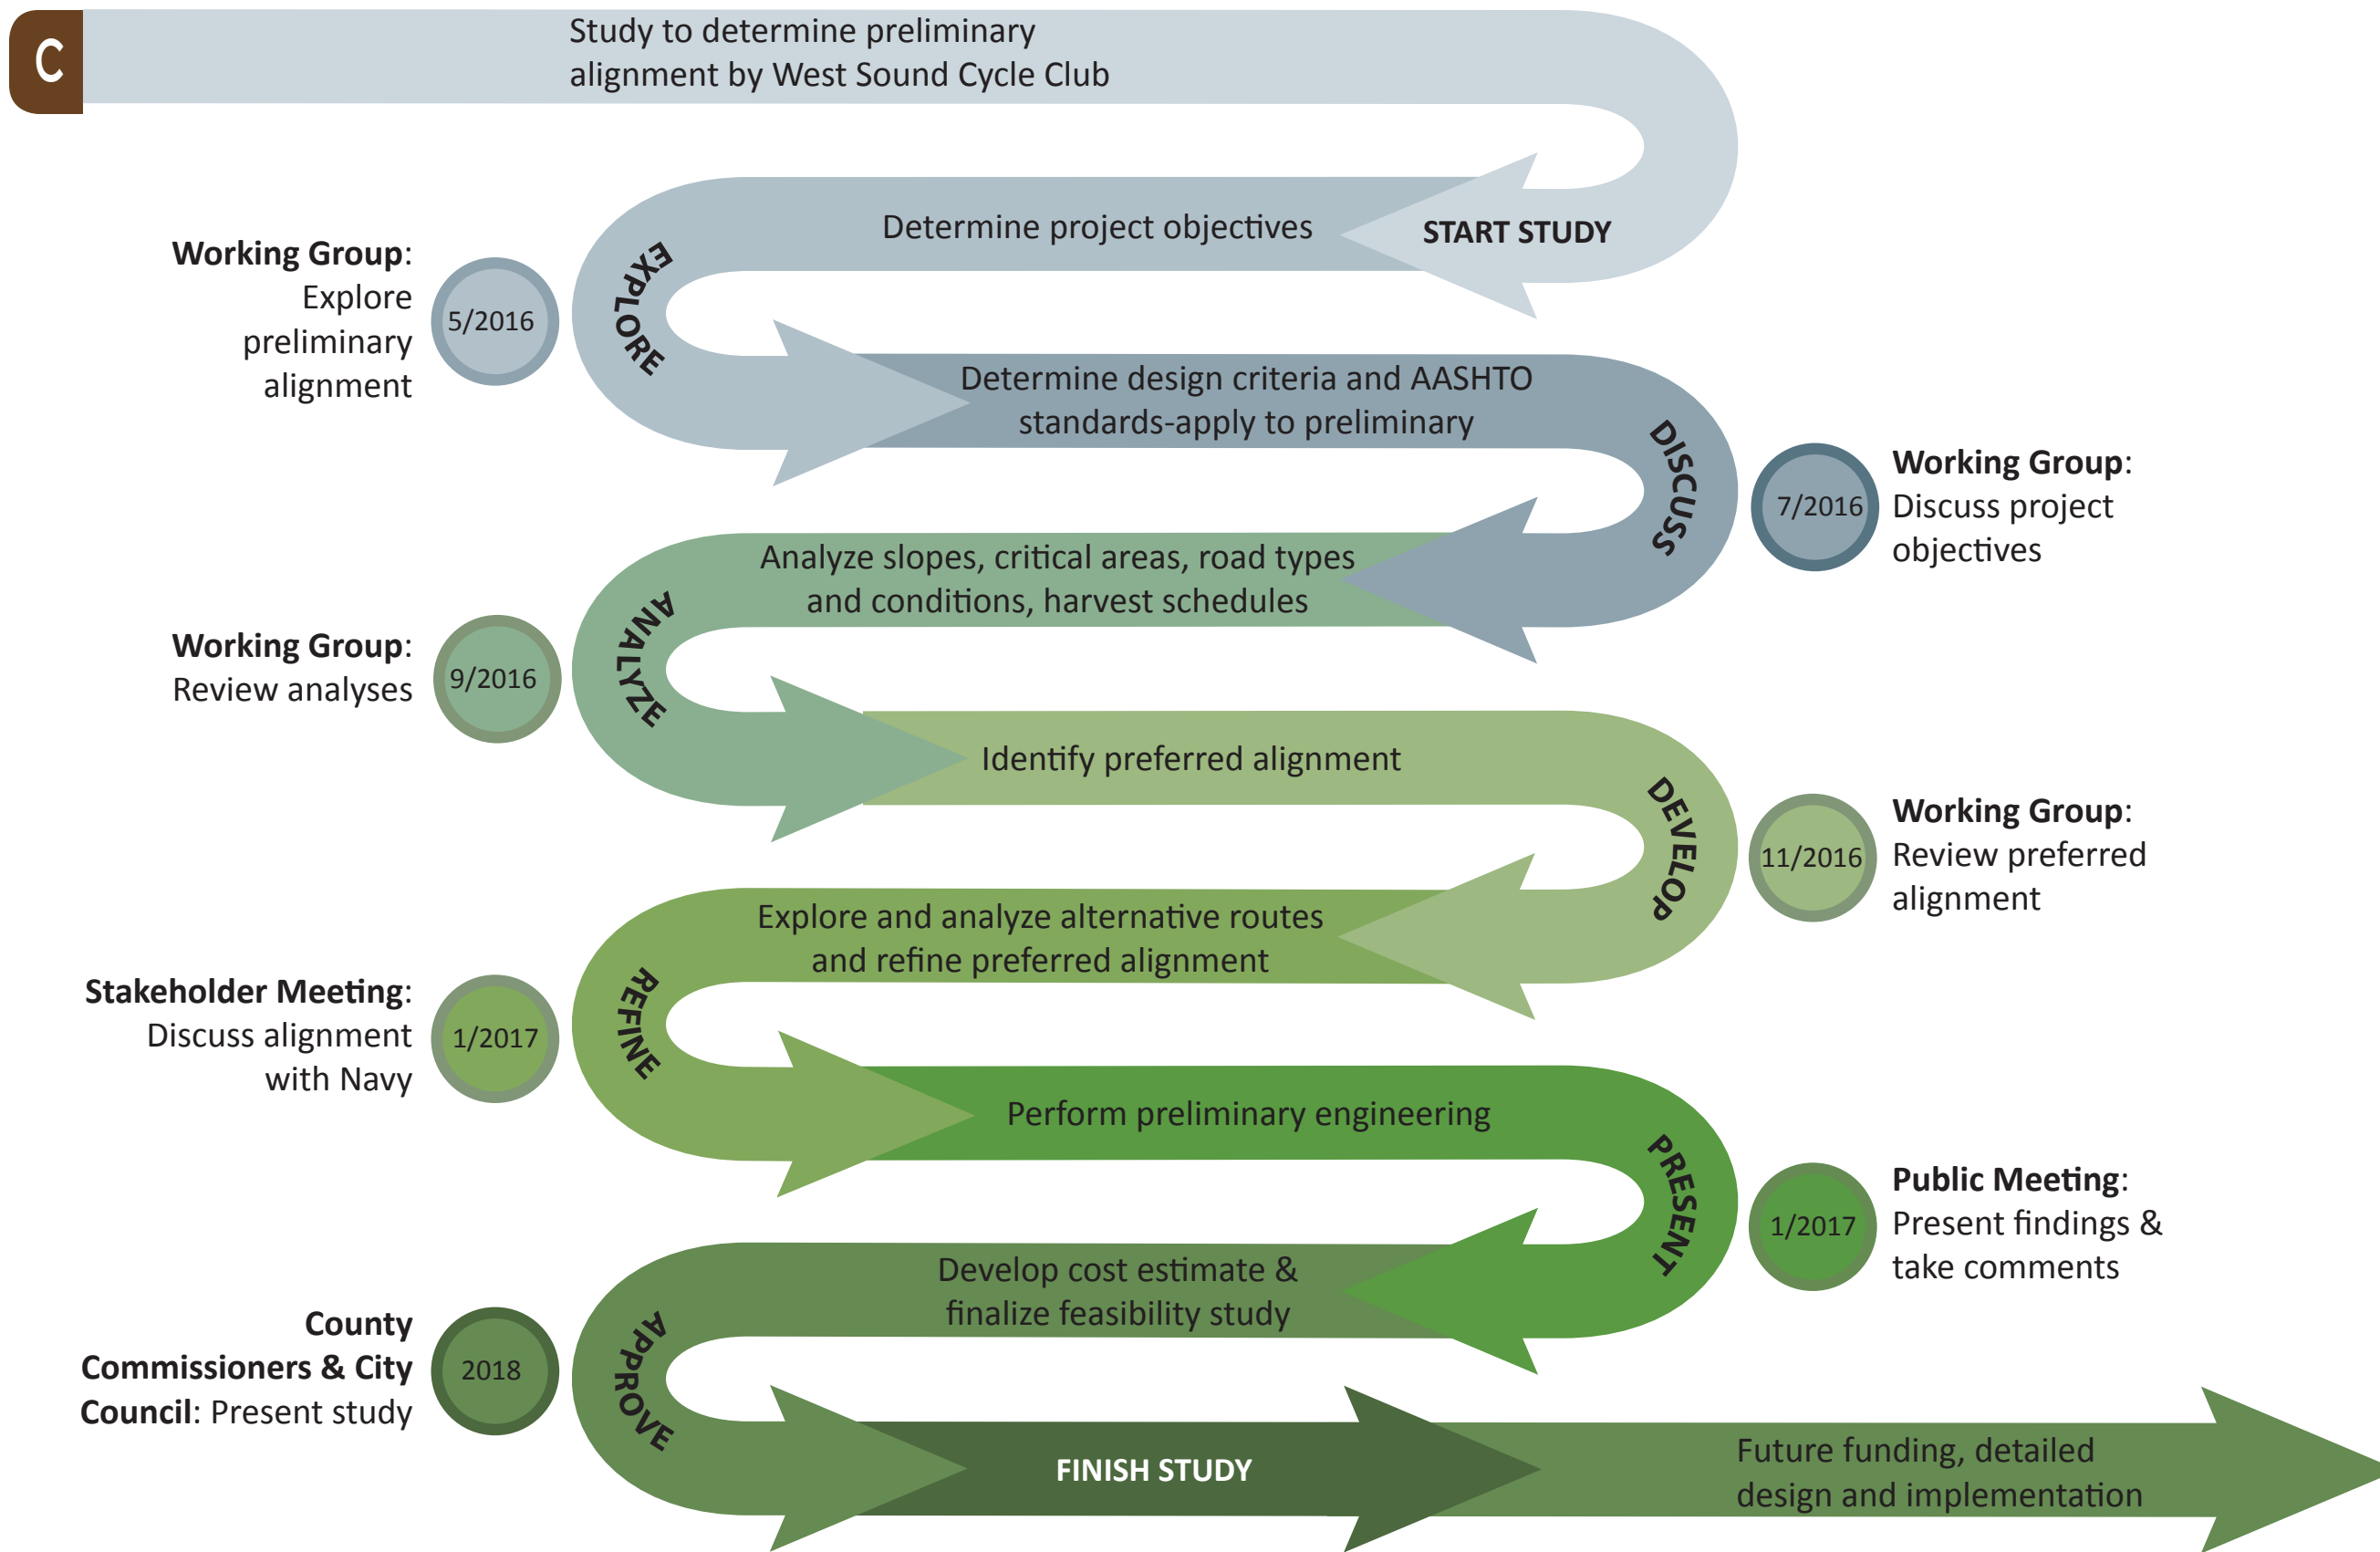 C
Study to determine preliminary
alignment by West Sound Cycle Club
START STUDY
Determine project objectives
EXPLORE
Working Group:
Explore
preliminary
alignment
5/2016
Determine design criteria and AASHTO
standards-apply to preliminary
DISCUSS
7/2016
Working Group:
Discuss project
objectives
Analyze slopes, critical areas, road types
and conditions, harvest schedules
ANALYZE
Working Group:
Review analyses
9/2016
Identify preferred alignment
DEVELOP
11/2016
Working Group:
Review preferred
alignment
Explore and analyze alternative routes
and refine preferred alignment
REFINE
Stakeholder Meeting:
Discuss alignment
with Navy
1/2017
Perform preliminary engineering
PRESENT
1/2017
Public Meeting:
Present findings &
take comments
Develop cost estimate &
finalize feasibility study
APPROVE
County
Commissioners & City
Council: Present study
2018
FINISH STUDY
Future funding, detailed
design and implementation